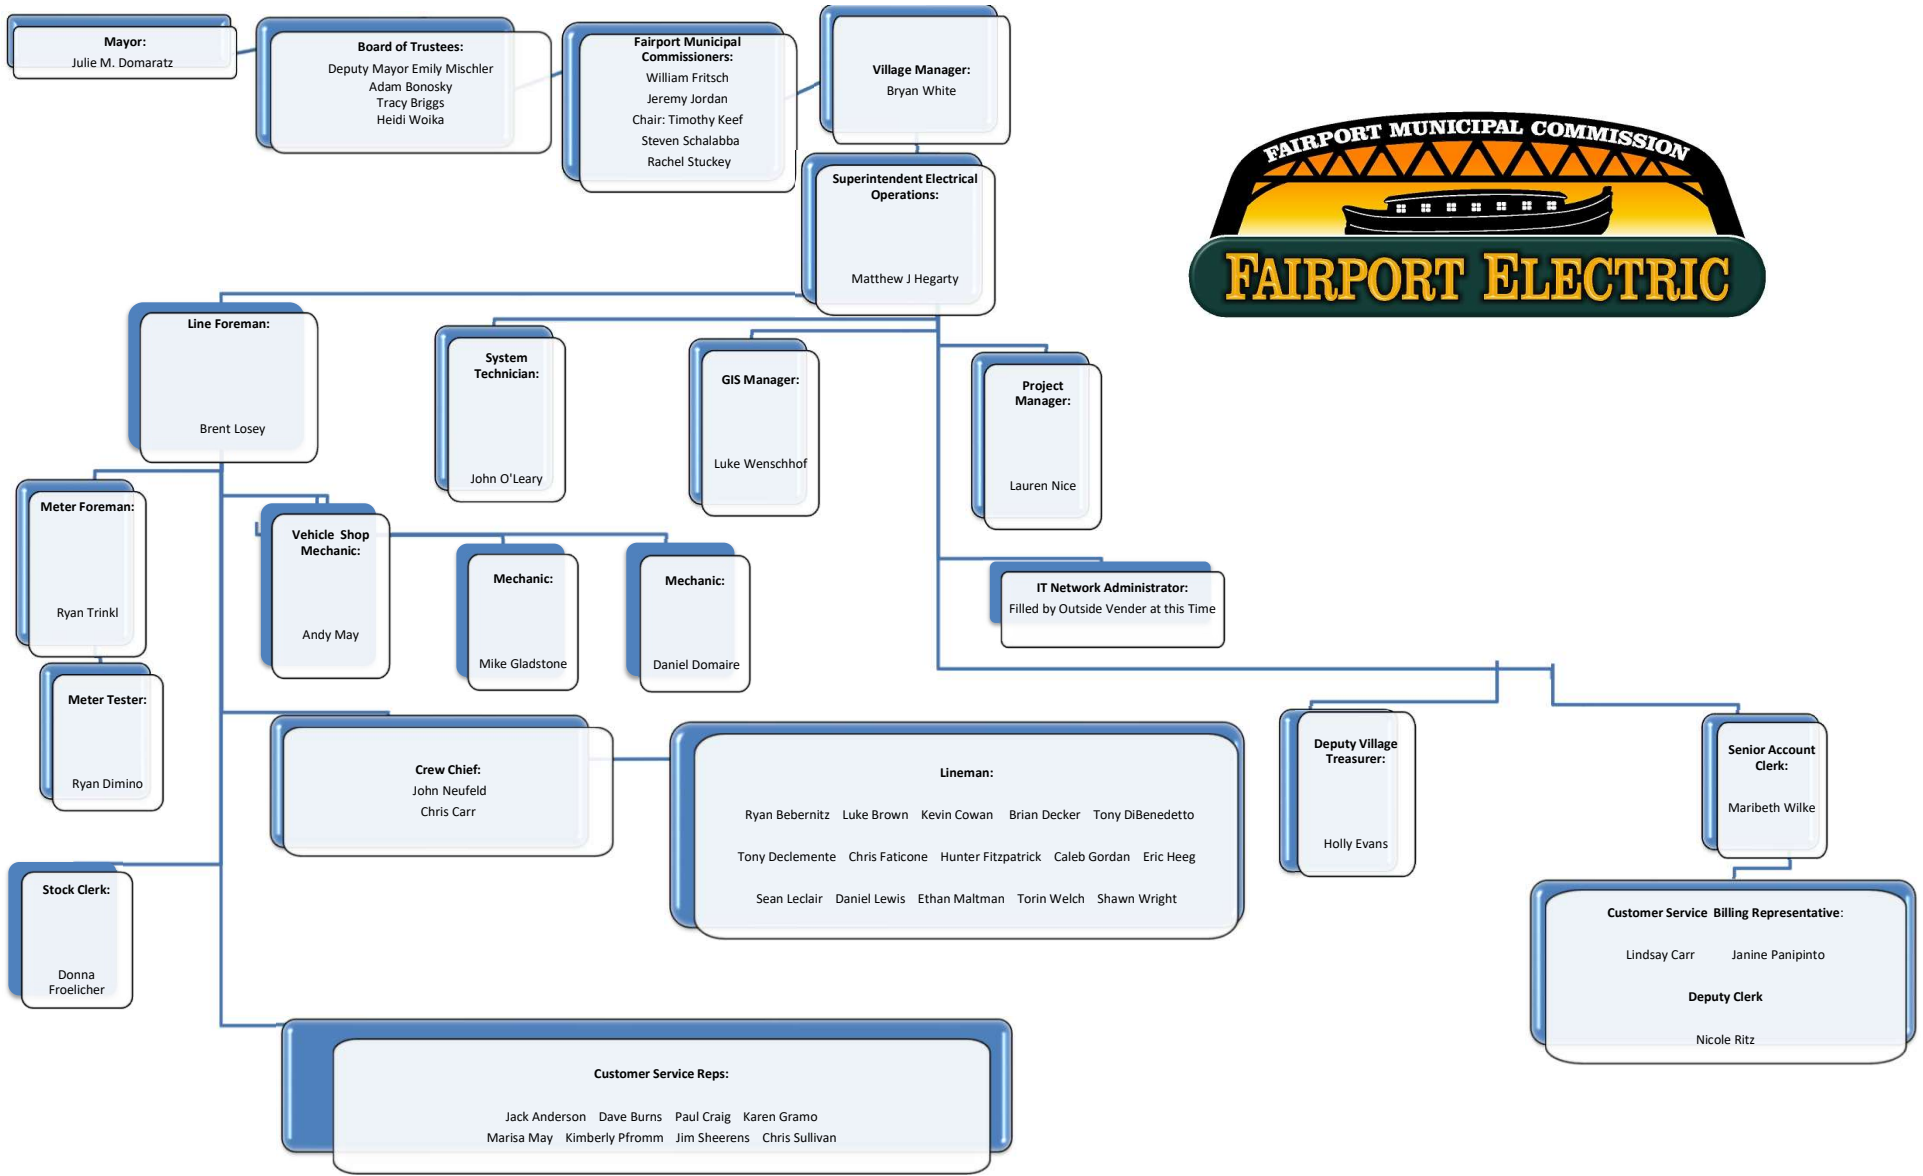 Mayor:
Julie M. Domaratz
Board of Trustees:
Deputy Mayor Emily Mischler
Adam Bonosky
Tracy Briggs
Heidi Woika
Fairport Municipal
Commissioners:
William Fritsch
Jeremy Jordan
Chair: Timothy Keef
Steven Schalabba
Rachel Stuckey
Village Manager:
Bryan White
FAIRPORT MUNICIPAL COMMISSION
FAIRPORT ELECTRIC
Superintendent Electrical
Operations:
Matthew J Hegarty
Line Foreman:
Brent Losey
System
Technician:
John O'Leary
GIS Manager:
Luke Wenschhof
Project
Manager:
Lauren Nice
Meter Foreman:
Ryan Trinkl
Vehicle Shop
Mechanic:
Andy May
Mechanic:
Mike Gladstone
Mechanic:
Daniel Domaire
IT Network Administrator:
Filled by Outside Vender at this Time
Meter Tester:
Ryan Dimino
Crew Chief:
John Neufeld
Chris Carr
Lineman:
Ryan Bebernitz Luke Brown Kevin Cowan Brian Decker Tony DiBenedetto
Tony Declemente Chris Faticone Hunter Fitzpatrick Caleb Gordan Eric Heeg
Sean Leclair Daniel Lewis Ethan Maltman Torin Welch Shawn Wright
Deputy Village
Treasurer:
Holly Evans
Senior Account
Clerk:
Maribeth Wilke
Stock Clerk:
Donna
Froelicher
Customer Service Billing Representative:
Lindsay Carr Janine Panipinto
Deputy Clerk
Nicole Ritz
Customer Service Reps:
Jack Anderson Dave Burns Paul Craig Karen Gramo
Marisa May Kimberly Pfromm Jim Sheerens Chris Sullivan